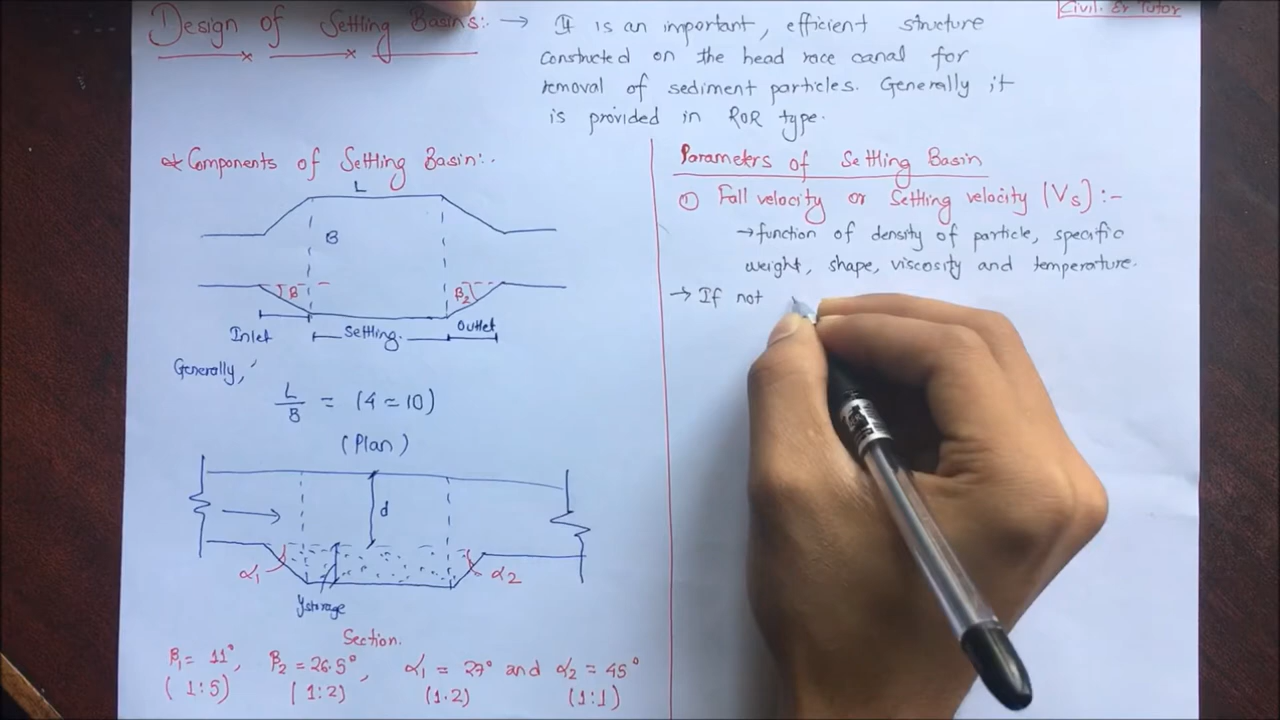 Design of Settling Basins:- → It is an important, efficient structure
constructed on the head race canal for
removal of sediment particles. Generally it
is provided in ROR type.
Civil. Er Tutor
* Components of Settling Basin:-
L
B
β β2
Inlet Settling. Outlet
Generally,
L/B = (4 ≈ 10)
(Plan)
d
α1 α2
ystorage
Section.
β1 = 11°, β2 = 26.5°, α1 = 27° and α2 = 45°
(1:5) (1:2) (1.2) (1:1)
Parameters of Settling Basin
① Fall velocity or Settling velocity (Vs) :-
→ function of density of particle, specific
weight, shape, viscosity and temperature.
→ If not